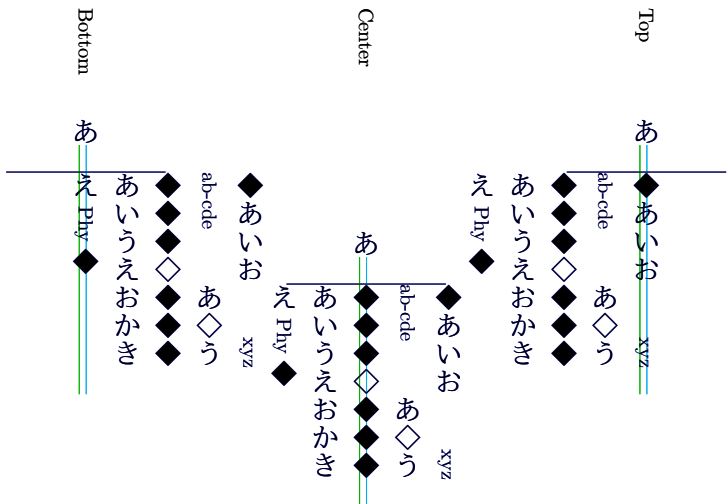 Top
あ
◆あいお xyz
ab-cde あ◇う
◆◆◆◇◆◆◆
あいうえおかき
え Phy ◆
Center
あ
◆あいお xyz
ab-cde あ◇う
◆◆◆◇◆◆◆
あいうえおかき
え Phy ◆
Bottom
あ
◆あいお xyz
ab-cde あ◇う
◆◆◆◇◆◆◆
あいうえおかき
え Phy ◆